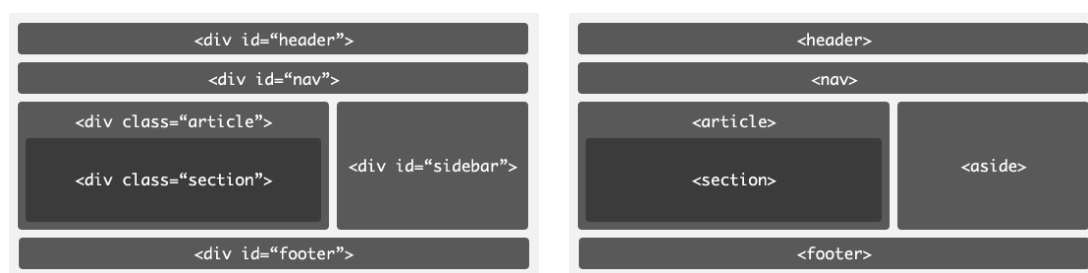 <div id=“header”>
<div id=“nav”>
<div class=“article”>
<div class=“section”>
<div id=“sidebar”>
<div id=“footer”>
<header>
<nav>
<article>
<section>
<aside>
<footer>